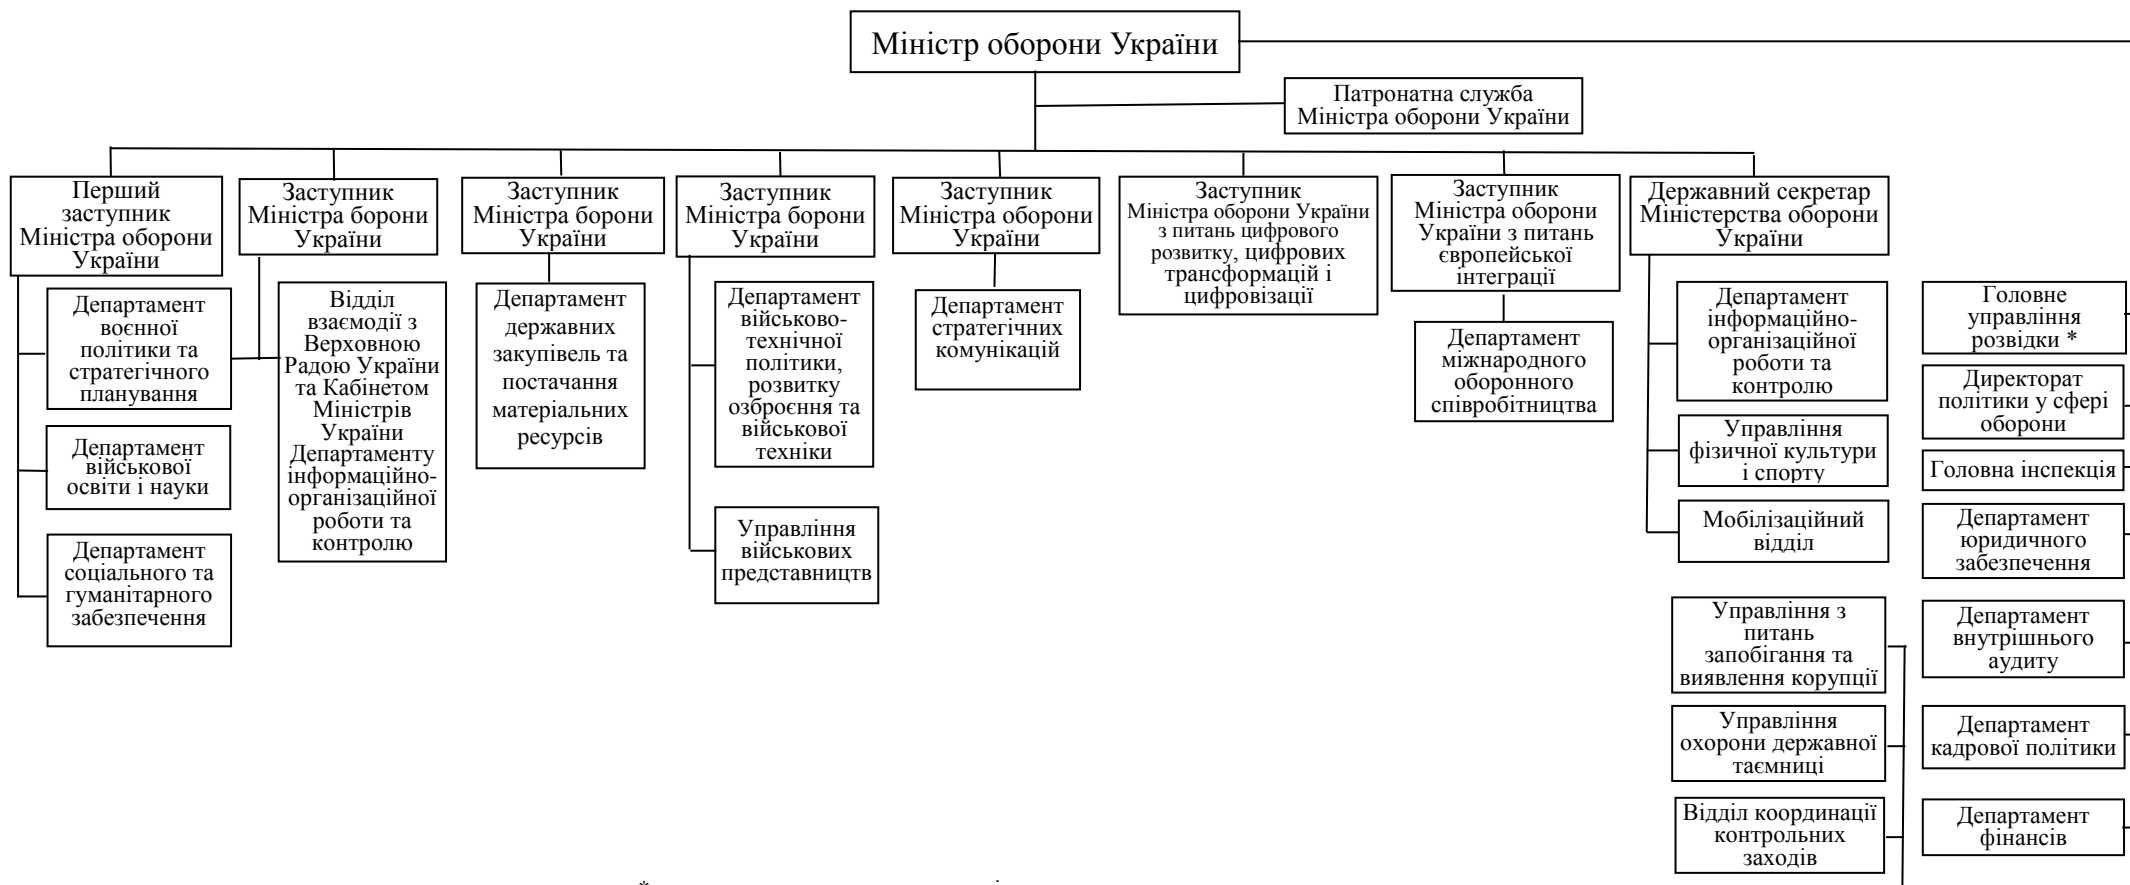 Міністр оборони України
Патронатна служба
Міністра оборони України
Перший
заступник
Міністра оборони
України
Заступник
Міністра борони
України
Заступник
Міністра борони
України
Заступник
Міністра борони
України
Заступник
Міністра оборони
України
Заступник
Міністра оборони України
з питань цифрового
розвитку, цифрових
трансформацій і
цифровізації
Заступник
Міністра оборони
України з питань
європейської
інтеграції
Державний секретар
Міністерства оборони
України
Департамент
воєнної
політики та
стратегічного
планування
Департамент
військової
освіти і науки
Департамент
соціального та
гуманітарного
забезпечення
Відділ
взаємодії з
Верховною
Радою України
та Кабінетом
Міністрів
України
Департаменту
інформаційно-
організаційної
роботи та
контролю
Департамент
державних
закупівель та
постачання
матеріальних
ресурсів
Департамент
військово-
технічної
політики,
розвитку
озброєння та
військової
техніки
Управління
військових
представництв
Департамент
стратегічних
комунікацій
Департамент
міжнародного
оборонного
співробітництва
Департамент
інформаційно-
організаційної
роботи та
контролю
Управління
фізичної культури
і спорту
Мобілізаційний
відділ
Управління з
питань
запобігання та
виявлення корупції
Управління
охорони державної
таємниці
Відділ координації
контрольних
заходів
Головне
управління
розвідки *
Директорат
політики у сфері
оборони
Головна інспекція
Департамент
юридичного
забезпечення
Департамент
внутрішнього
аудиту
Департамент
кадрової політики
Департамент
фінансів
*